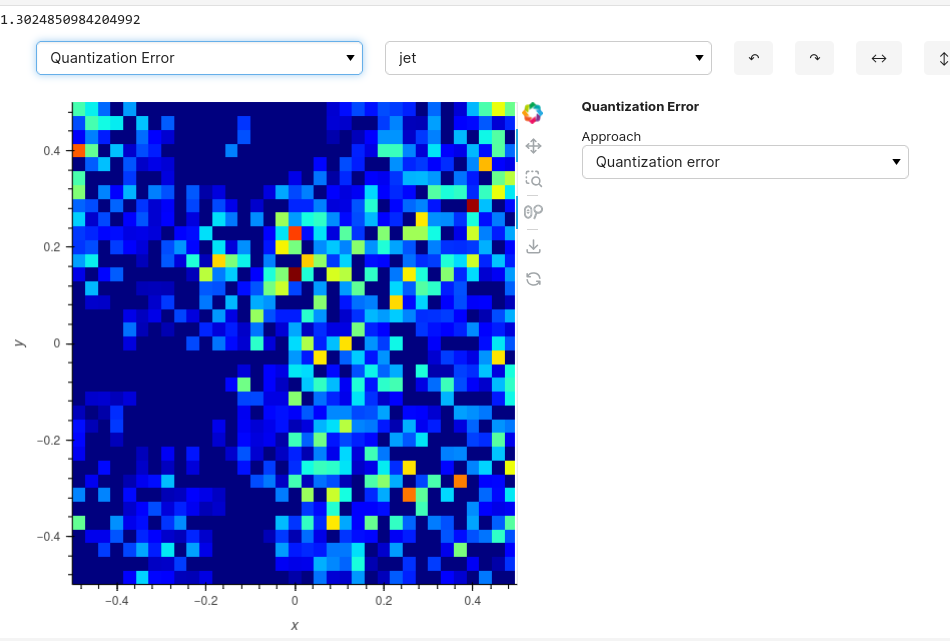 1.3024850984204992
Quantization Error
jet
Quantization Error
Approach
Quantization error
0.4
0.2
0
−0.2
−0.4
y
−0.4
−0.2
0
0.2
0.4
x